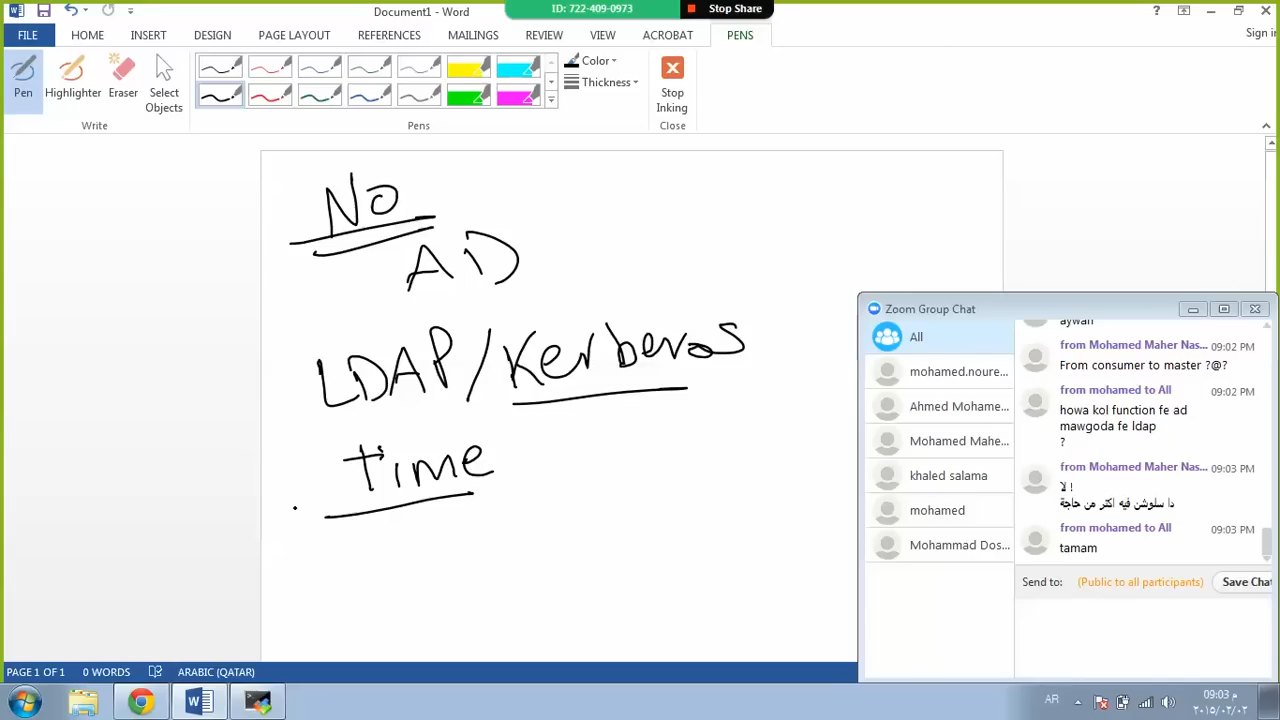 Document1 - Word
ID: 722-409-0973
Stop Share
?
FILE
HOME
INSERT
DESIGN
PAGE LAYOUT
REFERENCES
MAILINGS
REVIEW
VIEW
ACROBAT
PENS
Sign in
Pen
Highlighter
Eraser
Select Objects
Color
Thickness
Stop Inking
Write
Pens
Close
No
AD
LDAP/Kerberos
time
Zoom Group Chat
All
mohamed.noure...
Ahmed Mohame...
Mohamed Mahe...
khaled salama
mohamed
Mohammad Dos...
aywan
from Mohamed Maher Nas... 09:02 PM
From consumer to master ?@?
from mohamed to All 09:02 PM
howa kol function fe ad
mawgoda fe ldap
?
from Mohamed Maher Nas... 09:03 PM
لا !
دا سلوشن فيه اكتر من حاجة
from mohamed to All 09:03 PM
tamam
Send to: (Public to all participants) Save Chat
PAGE 1 OF 1
0 WORDS
ARABIC (QATAR)
AR
09:03 م
٢٠١٥/٠٢/٠٢